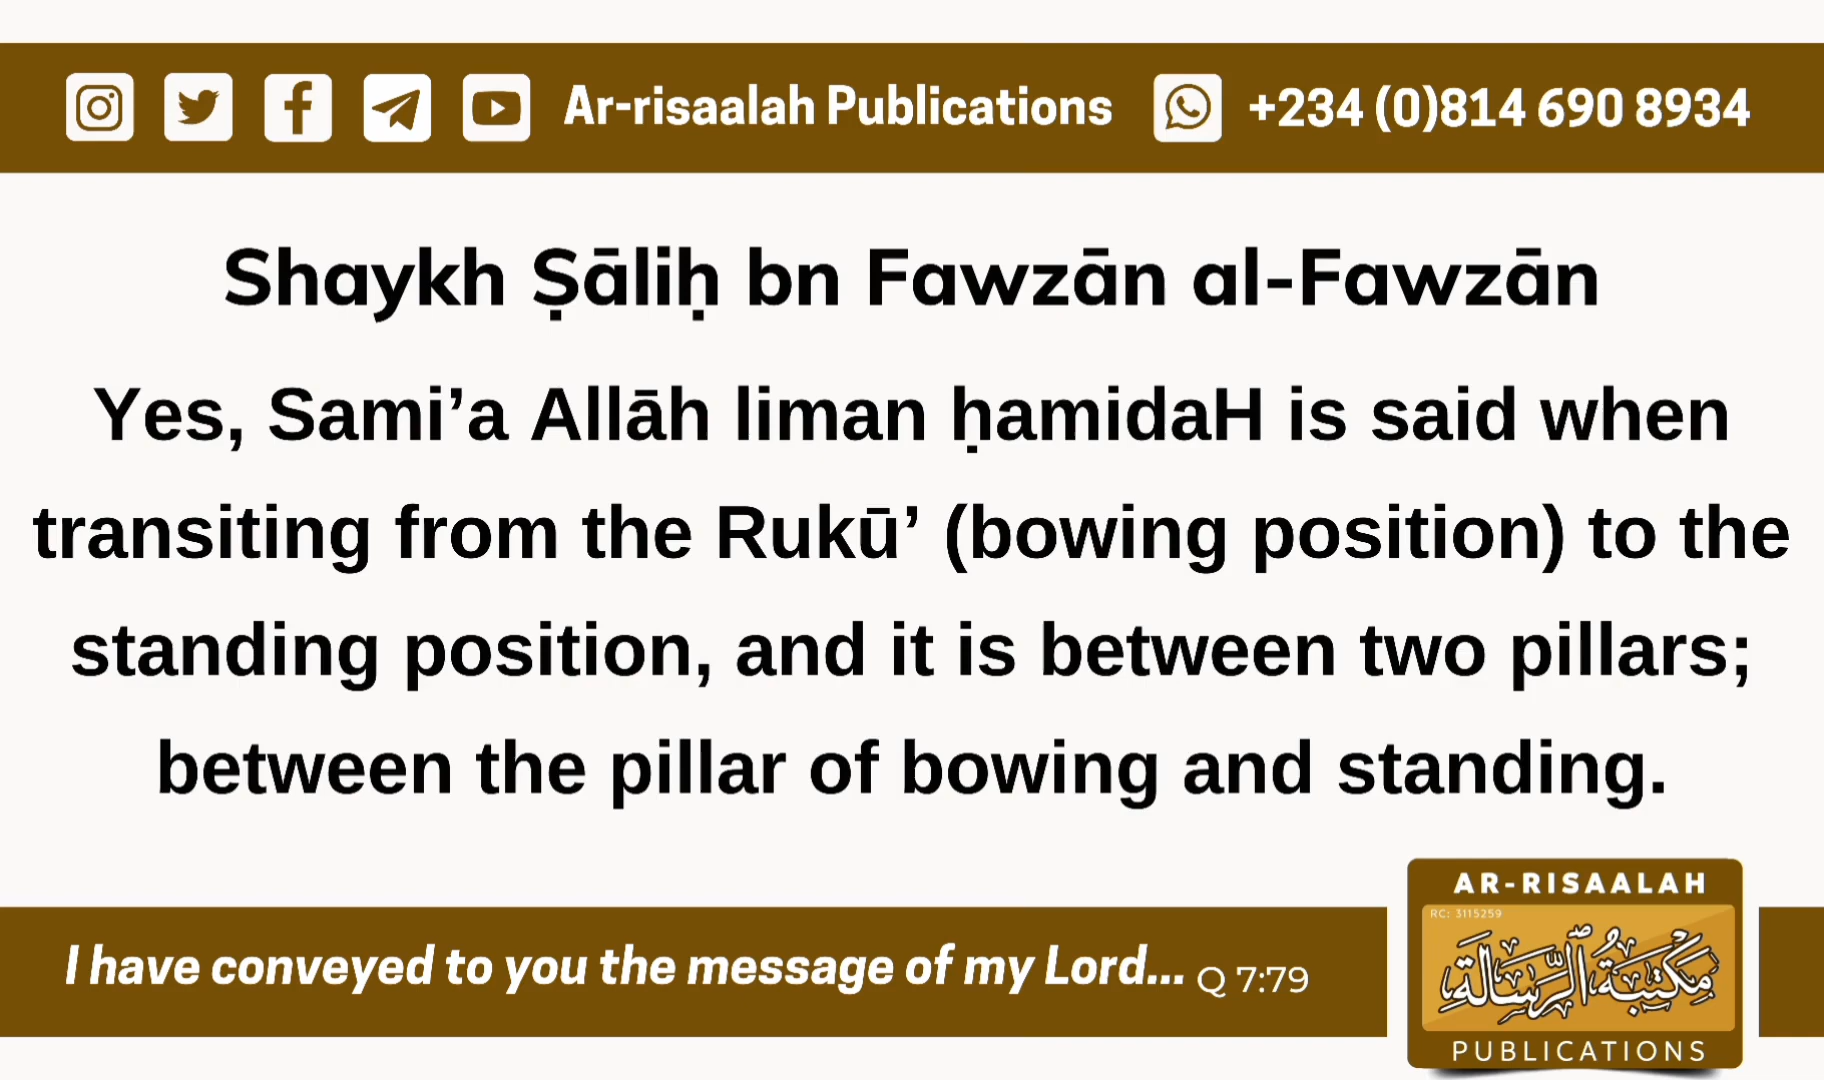 Ar-risaalah Publications +234 (0)814 690 8934
Shaykh Ṣāliḥ bn Fawzān al-Fawzān
Yes, Sami’a Allāh liman ḥamidaH is said when
transiting from the Rukū’ (bowing position) to the
standing position, and it is between two pillars;
between the pillar of bowing and standing.
I have conveyed to you the message of my Lord... Q 7:79
AR-RISAALAH
RC: 3115259
مكتبة الرسالة
PUBLICATIONS